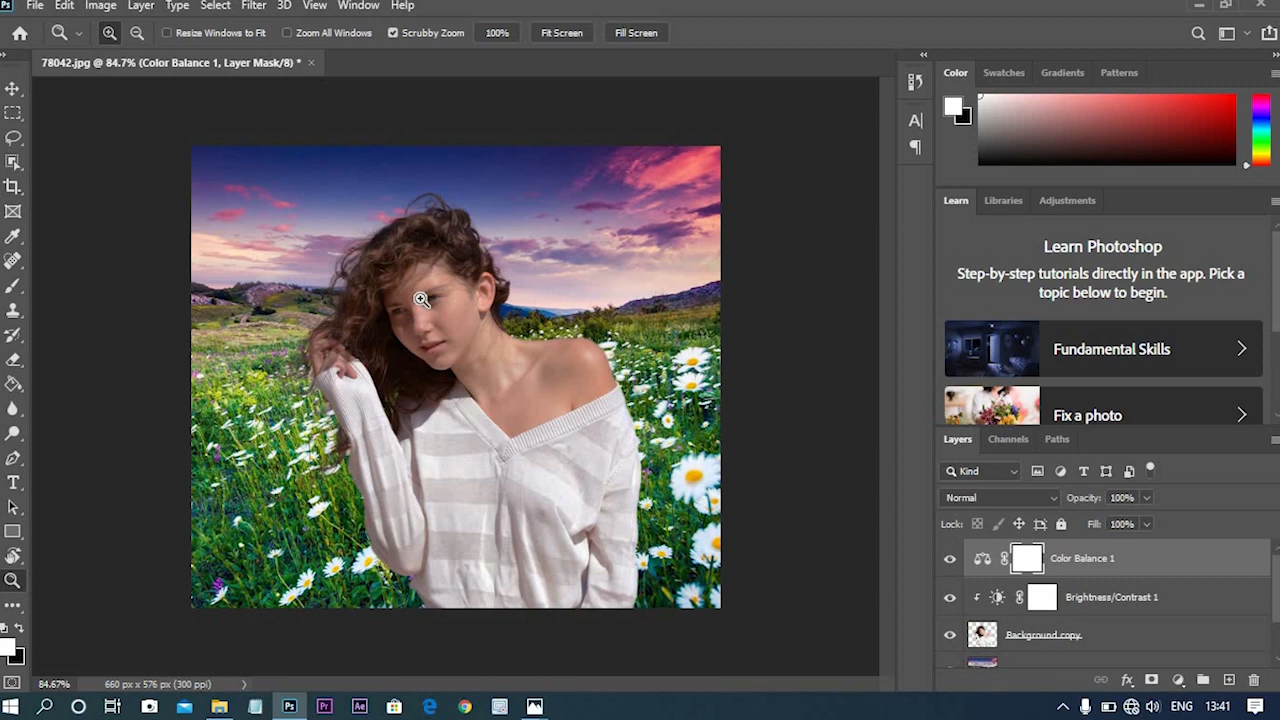 Ps File Edit Image Layer Type Select Filter 3D View Window Help
Resize Windows to Fit Zoom All Windows Scrubby Zoom 100% Fit Screen Fill Screen
78042.jpg @ 84.7% (Color Balance 1, Layer Mask/8) *
Color Swatches Gradients Patterns
Learn Libraries Adjustments
Learn Photoshop
Step-by-step tutorials directly in the app. Pick a
topic below to begin.
Fundamental Skills
Fix a photo
Layers Channels Paths
Kind
Normal Opacity: 100%
Lock: Fill: 100%
Color Balance 1
Brightness/Contrast 1
Background copy
84.67% 660 px x 576 px (300 ppi)
Ps Pr Ae ENG 13:41